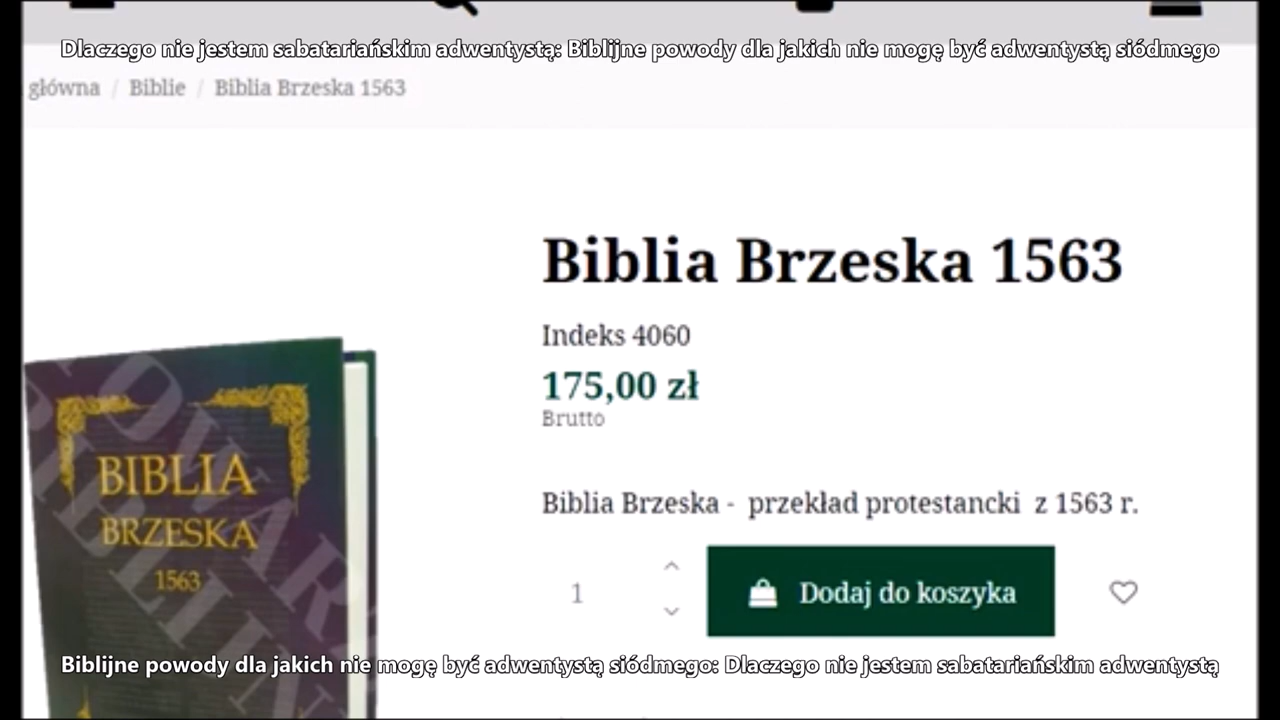 Dlaczego nie jestem sabatariańskim adwentystą: Biblijne powody dla jakich nie mogę być adwentystą siódmego
główna / Biblie / Biblia Brzeska 1563
Biblia Brzeska 1563
Indeks 4060
175,00 zł
Brutto
Biblia Brzeska - przekład protestancki z 1563 r.
BIBLIA
BRZESKA
1563
1
Dodaj do koszyka
Biblijne powody dla jakich nie mogę być adwentystą siódmego: Dlaczego nie jestem sabatariańskim adwentystą